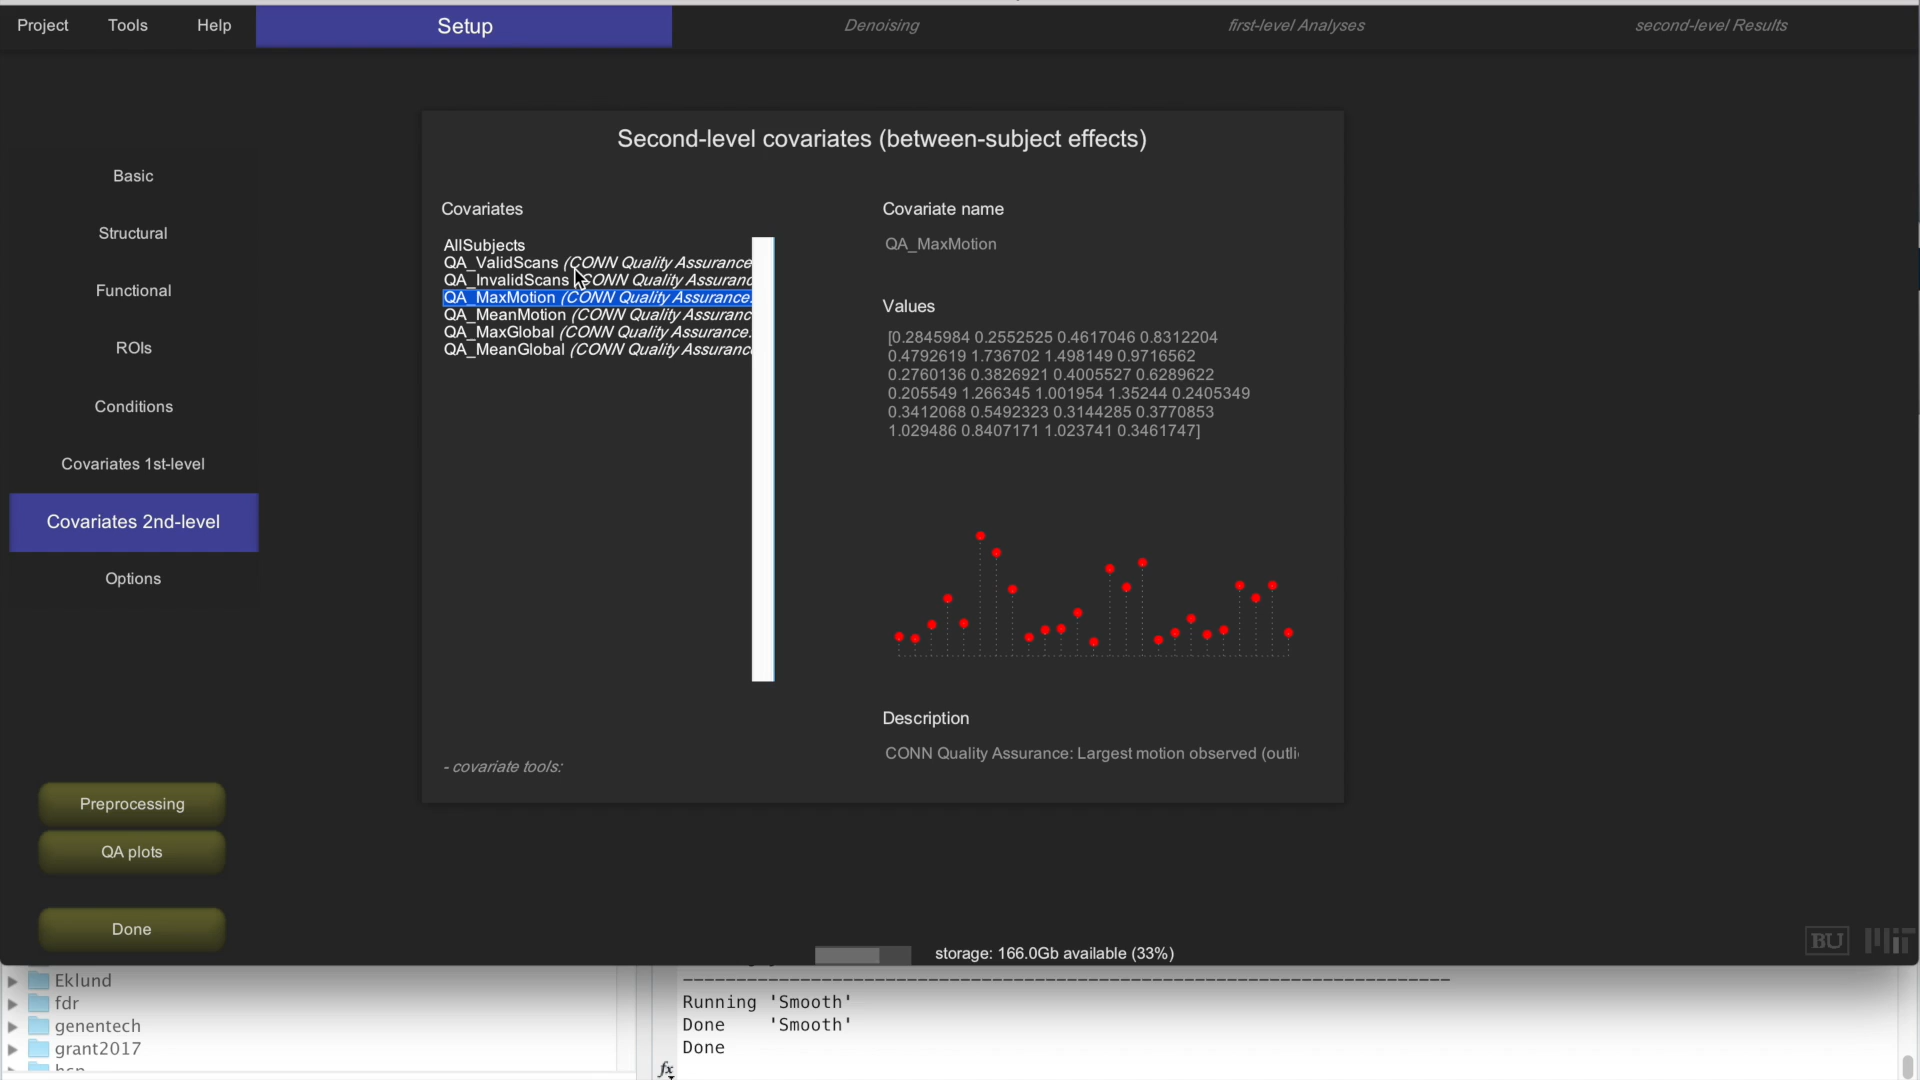 Project Tools Help Setup Denoising first-level Analyses second-level Results
Second-level covariates (between-subject effects)
Basic
Structural
Functional
ROIs
Conditions
Covariates 1st-level
Covariates 2nd-level
Options
Preprocessing
QA plots
Done
Covariates
AllSubjects
QA_ValidScans (CONN Quality Assurance
QA_InvalidScans (CONN Quality Assuranc
QA_MaxMotion (CONN Quality Assurance:
QA_MeanMotion (CONN Quality Assuranc
QA_MaxGlobal (CONN Quality Assurance:
QA_MeanGlobal (CONN Quality Assuranc
- covariate tools:
Covariate name
QA_MaxMotion
Values
[0.2845984 0.2552525 0.4617046 0.8312204
0.4792619 1.736702 1.498149 0.9716562
0.2760136 0.3826921 0.4005527 0.6289622
0.205549 1.266345 1.001954 1.35244 0.2405349
0.3412068 0.5492323 0.3144285 0.3770853
1.029486 0.8407171 1.023741 0.3461747]
Description
CONN Quality Assurance: Largest motion observed (outli
storage: 166.0Gb available (33%)
BU MIT
Eklund
fdr
genentech
grant2017
Running 'Smooth'
Done 'Smooth'
Done
fx